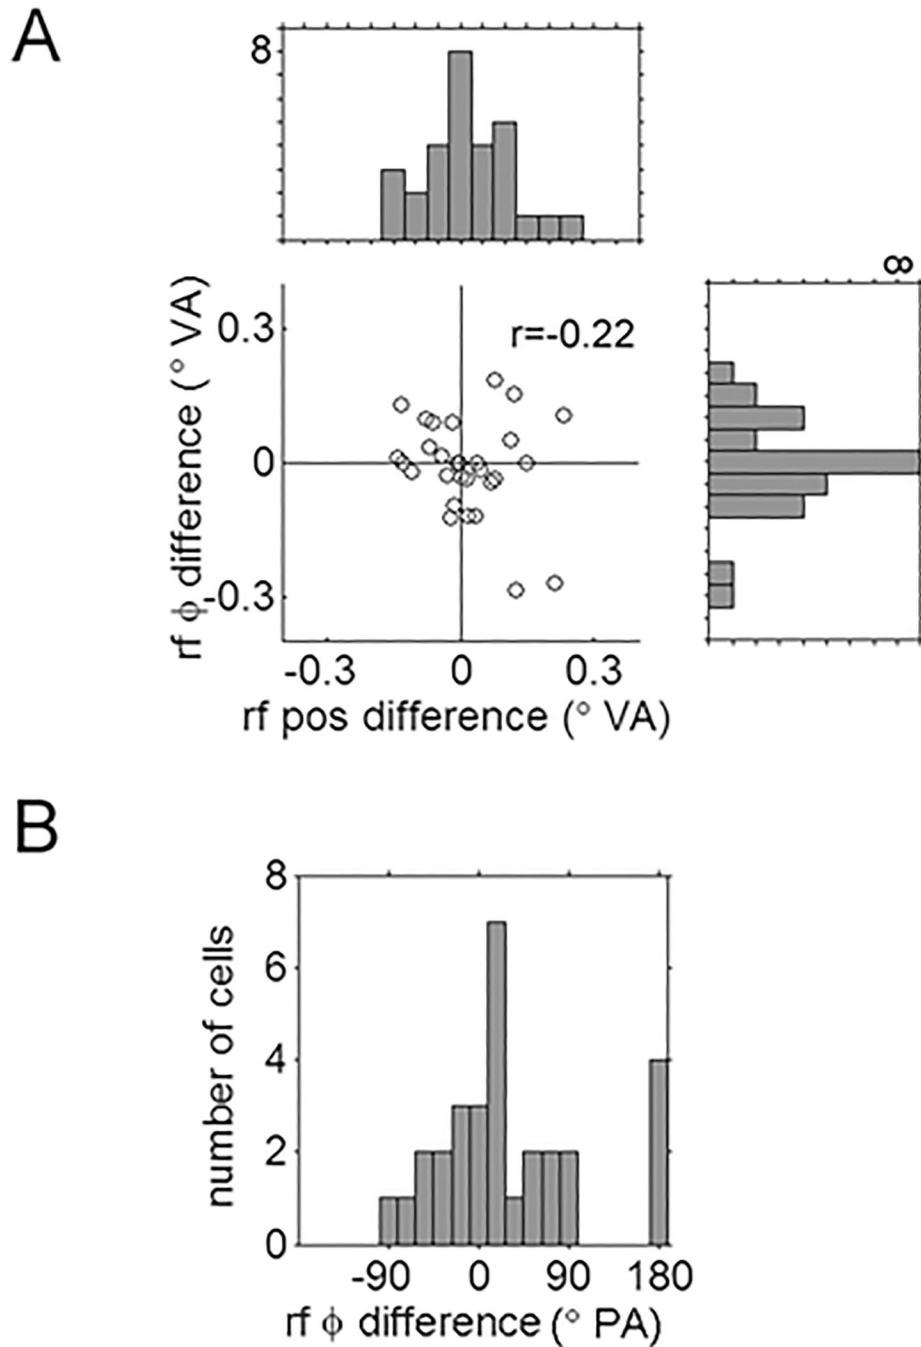 A
8
8
rf ϕ difference (° VA)
0.3
0
-0.3
r=-0.22
-0.3 0 0.3
rf pos difference (° VA)
B
number of cells
8
6
4
2
0
-90 0 90 180
rf ϕ difference (° PA)